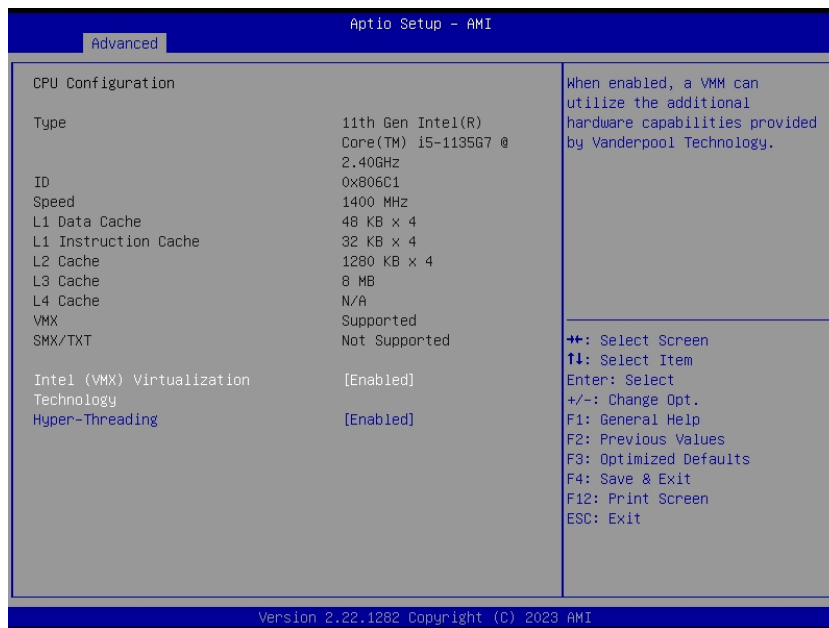 Aptio Setup – AMI
Advanced
CPU Configuration
Type 11th Gen Intel(R)
Core(TM) i5-1135G7 @
2.40GHz
ID 0x806C1
Speed 1400 MHz
L1 Data Cache 48 KB x 4
L1 Instruction Cache 32 KB x 4
L2 Cache 1280 KB x 4
L3 Cache 8 MB
L4 Cache N/A
VMX Supported
SMX/TXT Not Supported
Intel (VMX) Virtualization [Enabled]
Technology
Hyper-Threading [Enabled]
When enabled, a VMM can
utilize the additional
hardware capabilities provided
by Vanderpool Technology.
→←: Select Screen
↑↓: Select Item
Enter: Select
+/-: Change Opt.
F1: General Help
F2: Previous Values
F3: Optimized Defaults
F4: Save & Exit
F12: Print Screen
ESC: Exit
Version 2.22.1282 Copyright (C) 2023 AMI